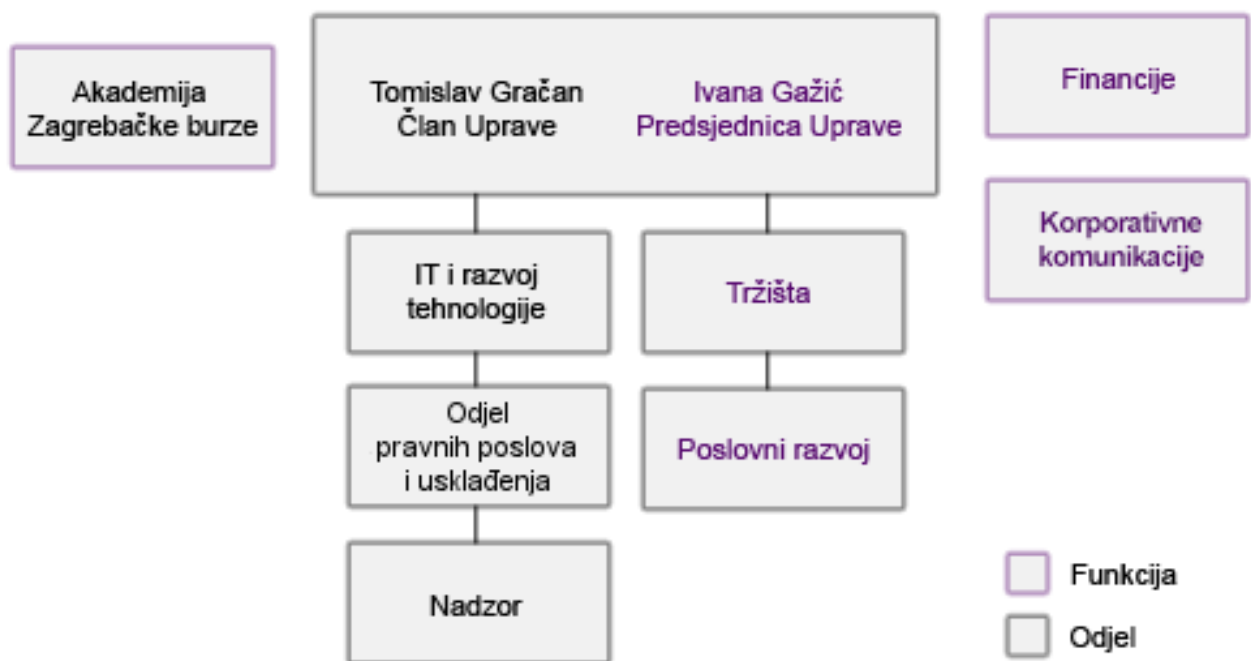 Akademija
Zagrebačke burze
Tomislav Gračan
Član Uprave
Ivana Gažić
Predsjednica Uprave
Financije
Korporativne
komunikacije
IT i razvoj
tehnologije
Tržišta
Odjel
pravnih poslova
i usklađenja
Poslovni razvoj
Nadzor
Funkcija
Odjel